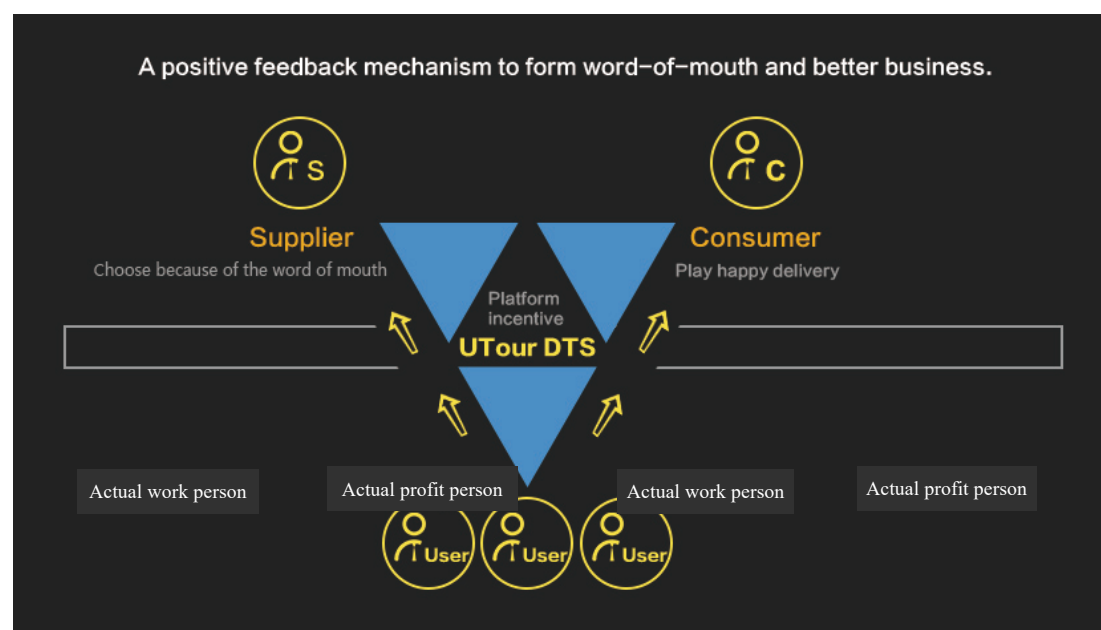 A positive feedback mechanism to form word-of-mouth and better business.
S
C
Supplier
Consumer
Choose because of the word of mouth
Play happy delivery
Platform
incentive
UTour DTS
Actual work person
Actual profit person
Actual work person
Actual profit person
User
User
User